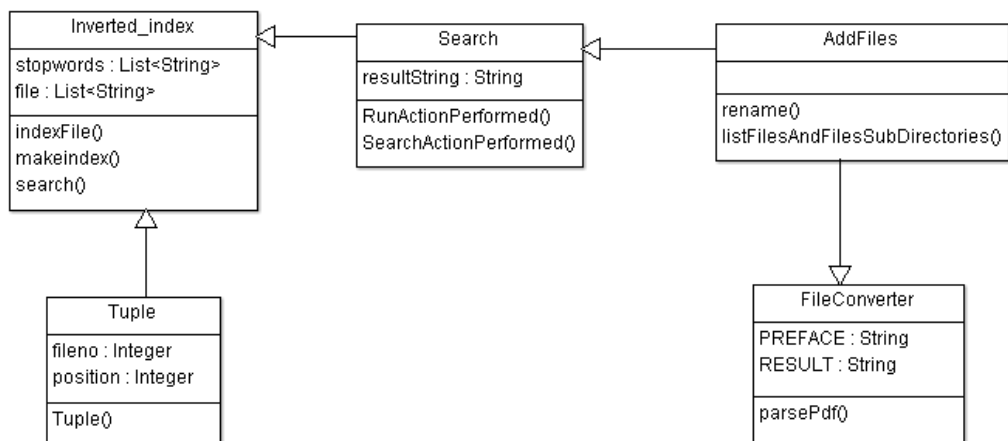 Inverted_index
stopwords : List<String>
file : List<String>
indexFile()
makeindex()
search()
Search
resultString : String
RunActionPerformed()
SearchActionPerformed()
AddFiles
rename()
listFilesAndFilesSubDirectories()
Tuple
fileno : Integer
position : Integer
Tuple()
FileConverter
PREFACE : String
RESULT : String
parsePdf()